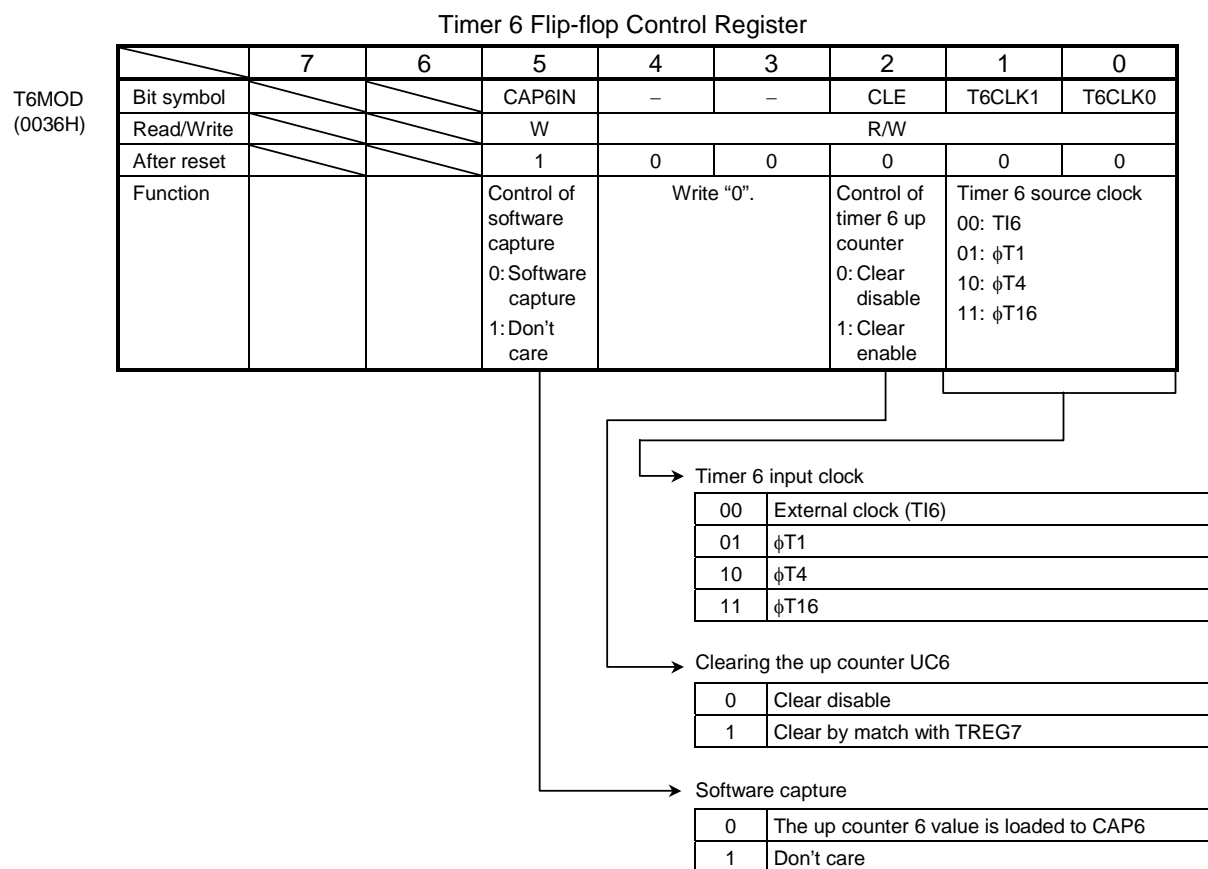 Timer 6 Flip-flop Control Register
7 6 5 4 3 2 1 0
T6MOD
(0036H)
Bit symbol CAP6IN – – CLE T6CLK1 T6CLK0
Read/Write W R/W
After reset 1 0 0 0 0 0
Function
Control of
software
capture
0: Software
capture
1: Don't
care
Write “0”.
Control of
timer 6 up
counter
0: Clear
disable
1: Clear
enable
Timer 6 source clock
00: TI6
01: ϕT1
10: ϕT4
11: ϕT16
Timer 6 input clock
00 External clock (TI6)
01 ϕT1
10 ϕT4
11 ϕT16
Clearing the up counter UC6
0 Clear disable
1 Clear by match with TREG7
Software capture
0 The up counter 6 value is loaded to CAP6
1 Don't care